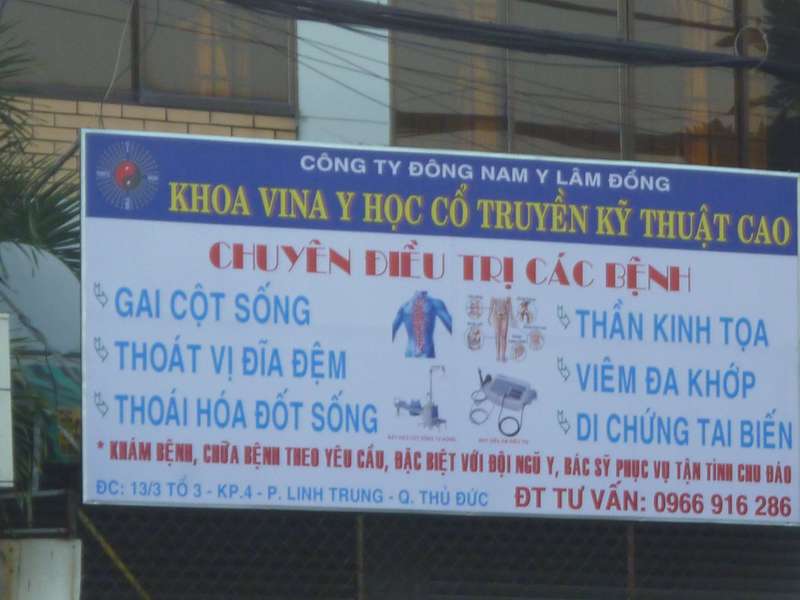 CÔNG TY ĐÔNG NAM Y LÂM ĐỒNG
KHOA VINA Y HỌC CỔ TRUYỀN KỸ THUẬT CAO
CHUYÊN ĐIỀU TRỊ CÁC BỆNH
GAI CỘT SỐNG
THOÁT VỊ ĐĨA ĐỆM
THOÁI HÓA ĐỐT SỐNG
THẦN KINH TỌA
VIÊM ĐA KHỚP
DI CHỨNG TAI BIẾN
* KHÁM BỆNH, CHỮA BỆNH THEO YÊU CẦU, ĐẶC BIỆT VỚI ĐỘI NGŨ Y, BÁC SỸ PHỤC VỤ TẬN TÌNH CHU ĐÁO
ĐC: 13/3 TỔ 3 - KP.4 - P. LINH TRUNG - Q. THỦ ĐỨC
ĐT TƯ VẤN: 0966 916 286